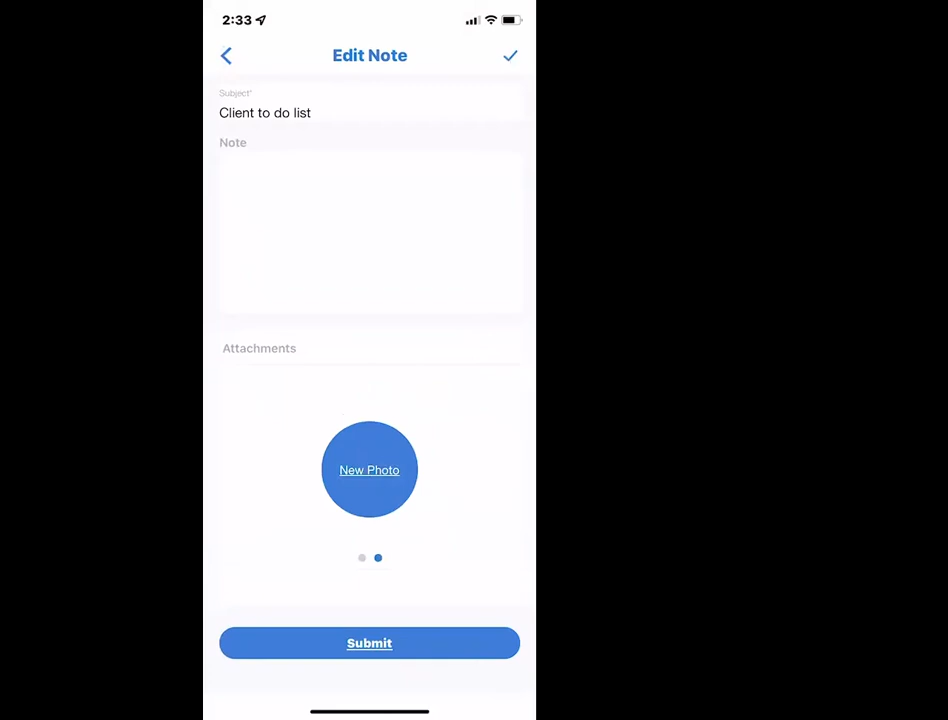 2:33
Edit Note
Subject*
Client to do list
Note
Attachments
New Photo
Submit